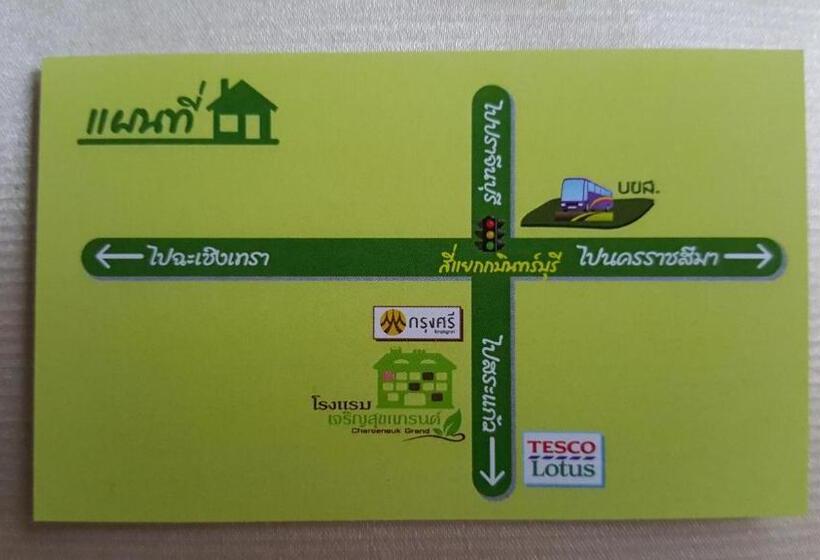 แผนที่
ไปปราจีนบุรี
บขส.
ไปฉะเชิงเทรา
สี่แยกกบินทร์บุรี
ไปนครราชสีมา
กรุงศรี
ไปสระแก้ว
โรงแรม
เจริญสุขแกรนด์
Charoensuk Grand
TESCO
Lotus